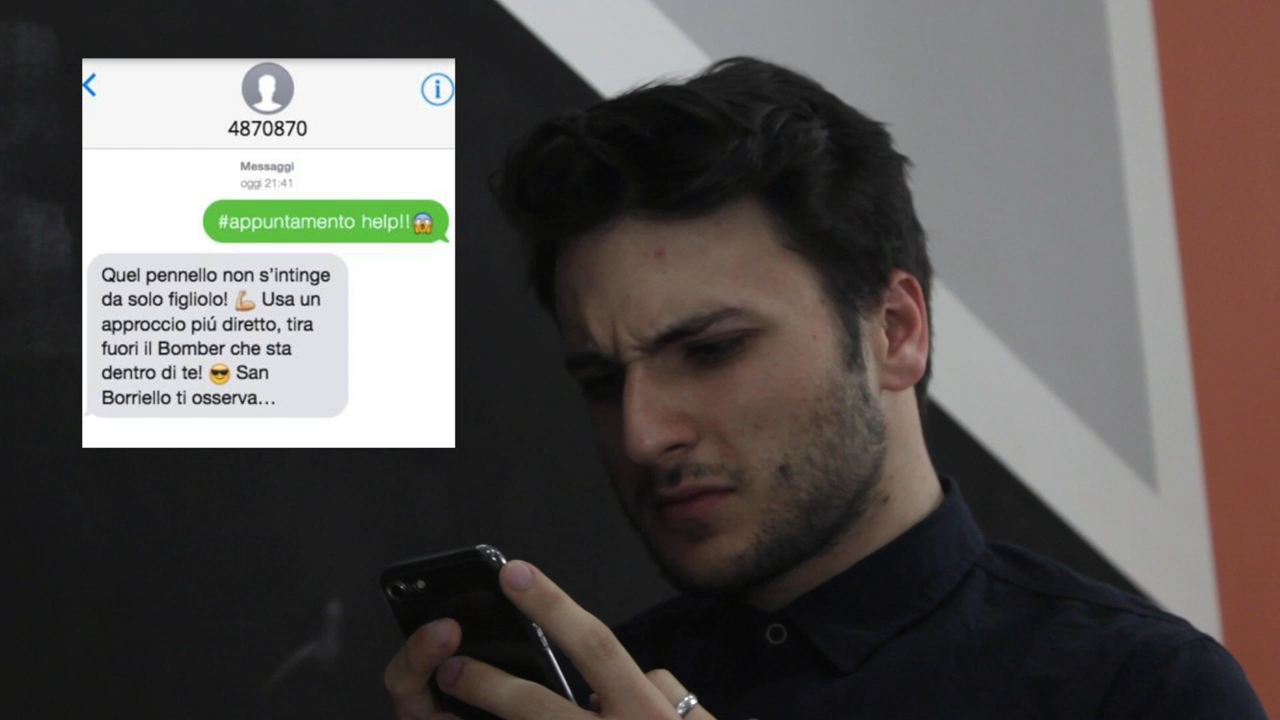 4870870
Messaggi
oggi 21:41
#appuntamento help!!😱
Quel pennello non s'intinge
da solo figliolo! 💪🏼 Usa un
approccio piú diretto, tira
fuori il Bomber che sta
dentro di te! 😎 San
Borriello ti osserva...